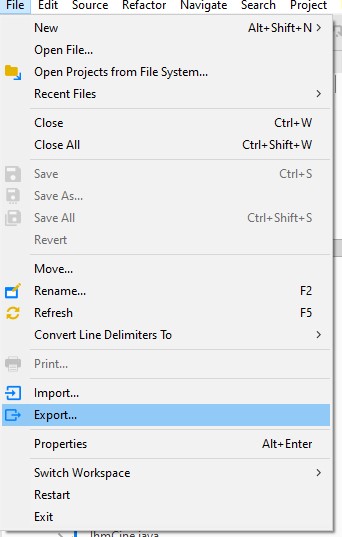 File Edit Source Refactor Navigate Search Project
New Alt+Shift+N >
Open File...
Open Projects from File System...
Recent Files >
Close Ctrl+W
Close All Ctrl+Shift+W
Save Ctrl+S
Save As...
Save All Ctrl+Shift+S
Revert
Move...
Rename... F2
Refresh F5
Convert Line Delimiters To >
Print...
Import...
Export...
Properties Alt+Enter
Switch Workspace >
Restart
Exit
IhmCine.java